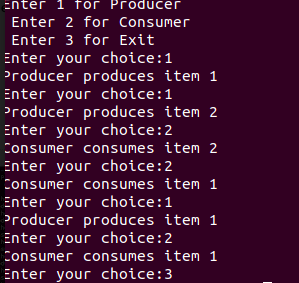 Enter 1 for Producer
Enter 2 for Consumer
Enter 3 for Exit
Enter your choice:1
Producer produces item 1
Enter your choice:1
Producer produces item 2
Enter your choice:2
Consumer consumes item 2
Enter your choice:2
Consumer consumes item 1
Enter your choice:1
Producer produces item 1
Enter your choice:2
Consumer consumes item 1
Enter your choice:3